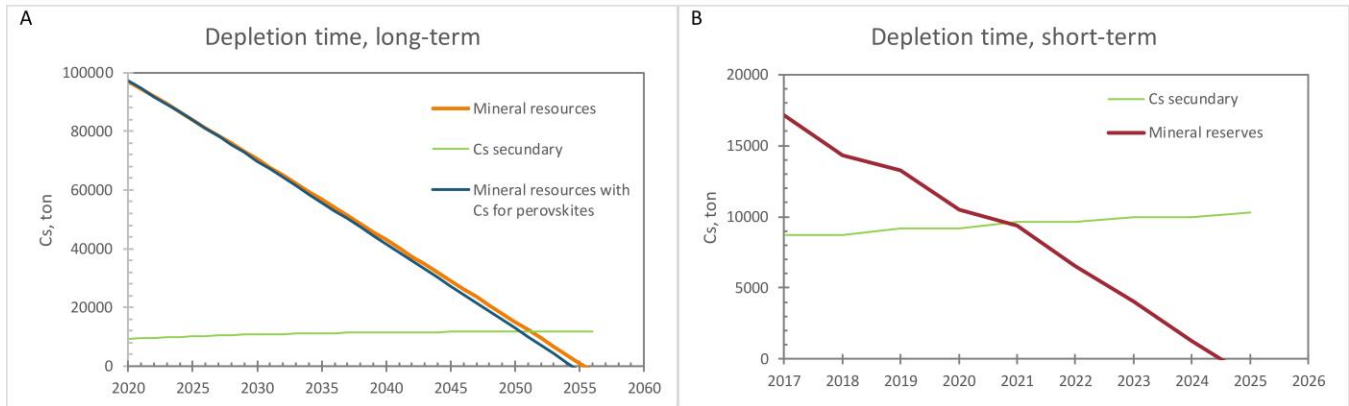 A
Depletion time, long-term
100000
80000
60000
40000
20000
0
Cs, ton
Mineral resources
Cs secundary
Mineral resources with
Cs for perovskites
2020 2025 2030 2035 2040 2045 2050 2055 2060
B
Depletion time, short-term
20000
15000
10000
5000
0
Cs, ton
Cs secundary
Mineral reserves
2017 2018 2019 2020 2021 2022 2023 2024 2025 2026